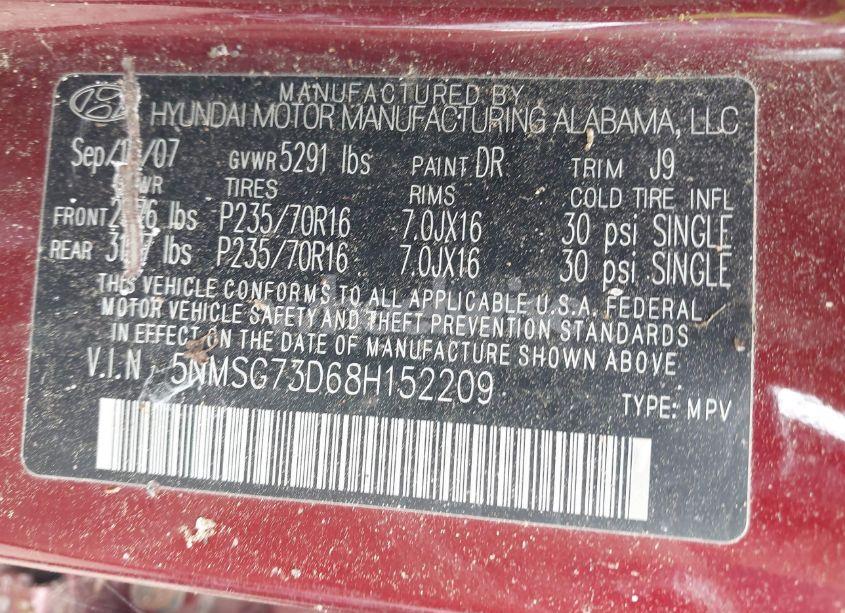 MANUFACTURED BY
HYUNDAI MOTOR MANUFACTURING ALABAMA, LLC
GVWR 5291 lbs PAINT DR TRIM J9
TIRES RIMS COLD TIRE INFL
FRONT lbs P235/70R16 7.0JX16 30 psi SINGLE
REAR lbs P235/70R16 7.0JX16 30 psi SINGLE
THIS VEHICLE CONFORMS TO ALL APPLICABLE U.S.A. FEDERAL
MOTOR VEHICLE SAFETY AND THEFT PREVENTION STANDARDS
IN EFFECT ON THE DATE OF MANUFACTURE SHOWN ABOVE
V.I.N : 5NMSG73D68H152209
TYPE: MPV